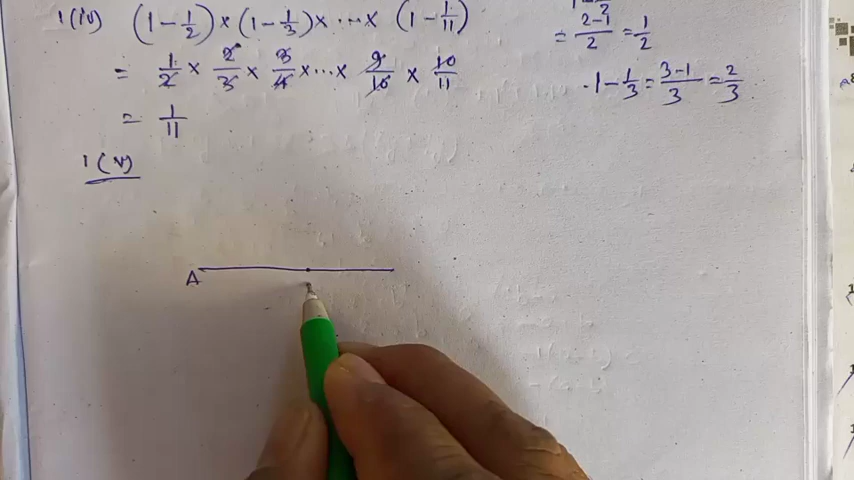 1(iv) (1-1/2)×(1-1/3)×...×(1-1/11)
= 1/2 × 2/3 × 3/4 ×...× 9/10 × 10/11
= 1/11
= 2-1/2 = 1/2
·1-1/3 = 3-1/3 = 2/3
1(v)
A